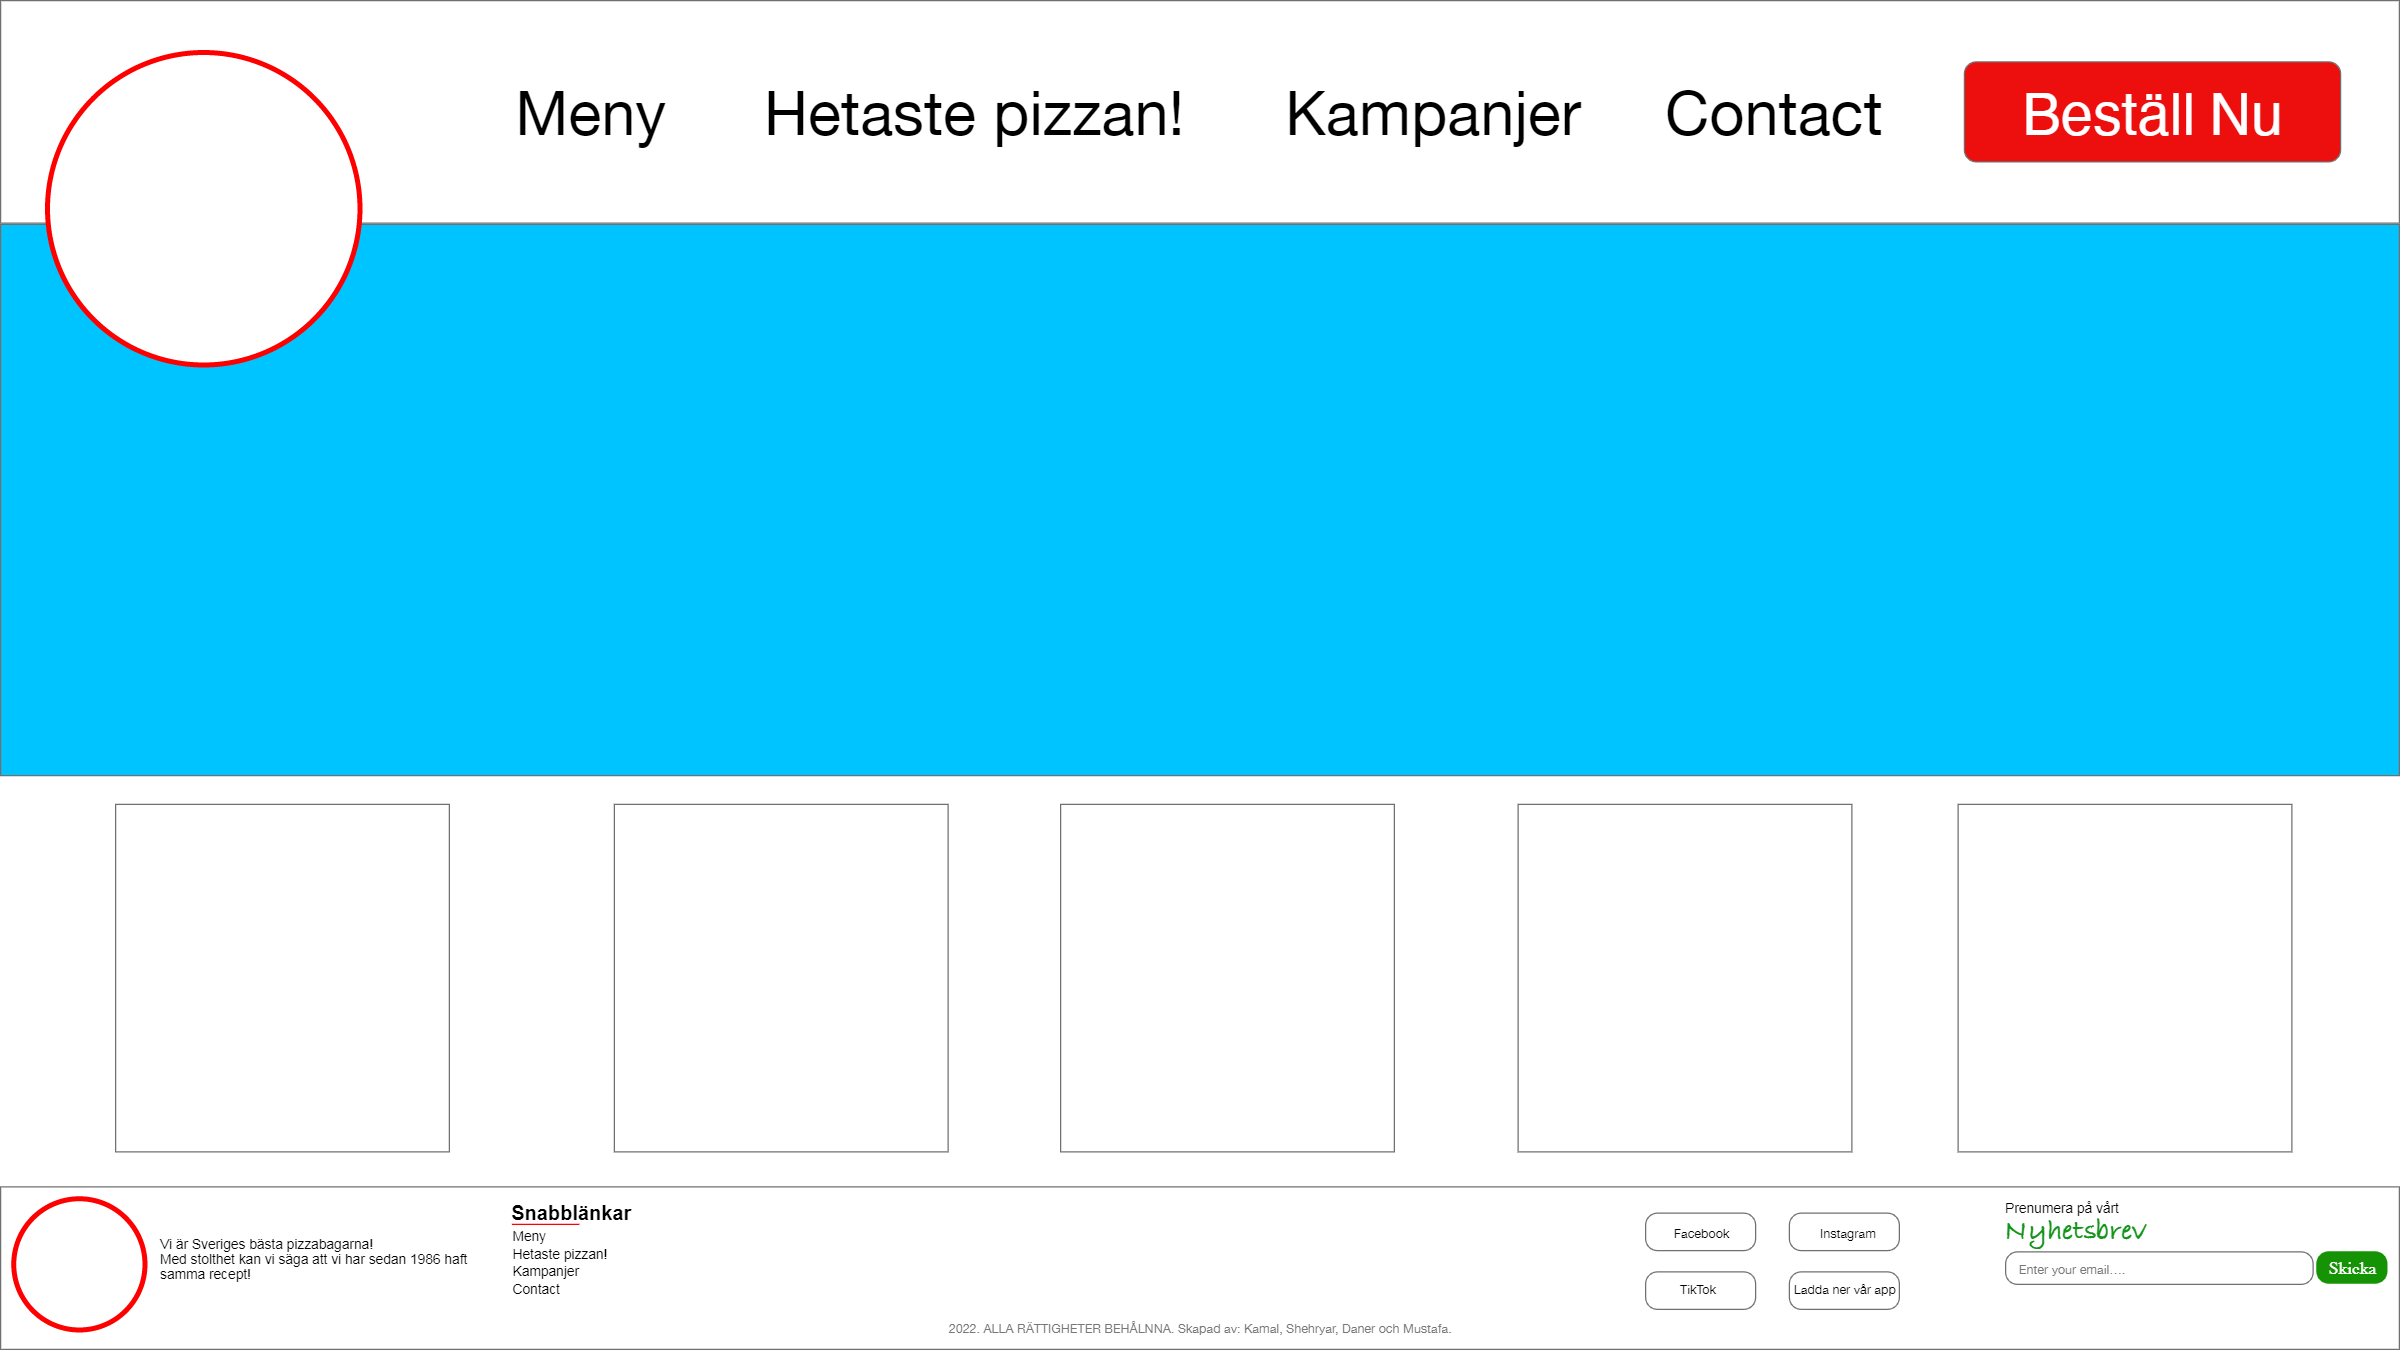 Meny Hetaste pizzan! Kampanjer Contact Beställ Nu
Vi är Sveriges bästa pizzabagarna!
Med stolthet kan vi säga att vi har sedan 1986 haft
samma recept!
Snabblänkar
Meny
Hetaste pizzan!
Kampanjer
Contact
Facebook Instagram
TikTok Ladda ner vår app
Prenumera på vårt
Nyhetsbrev
Enter your email.... Skicka
2022. ALLA RÄTTIGHETER BEHÅLNNA. Skapad av: Kamal, Shehryar, Daner och Mustafa.